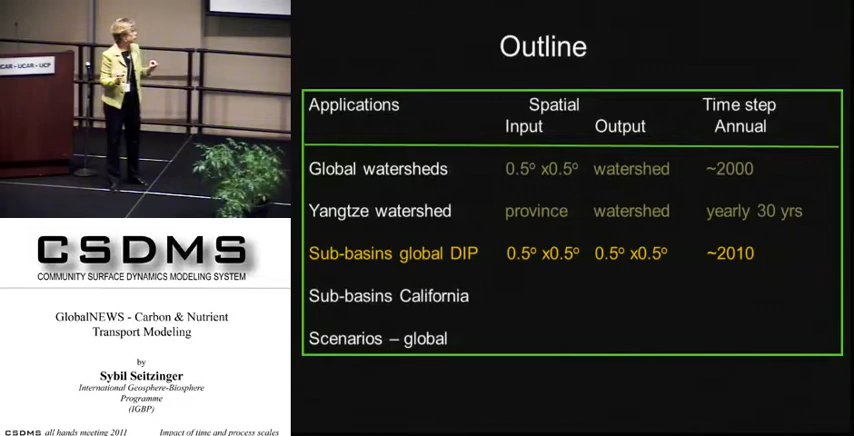 CAR - UCAR - UCP
CSDMS
COMMUNITY SURFACE DYNAMICS MODELING SYSTEM
GlobalNEWS - Carbon & Nutrient
Transport Modeling
by
Sybil Seitzinger
International Geosphere-Biosphere
Programme
(IGBP)
CSDMS all hands meeting 2011 Impact of time and process scales
Outline
Applications Spatial Time step
Input Output Annual
Global watersheds 0.5º x0.5º watershed ~2000
Yangtze watershed province watershed yearly 30 yrs
Sub-basins global DIP 0.5º x0.5º 0.5º x0.5º ~2010
Sub-basins California
Scenarios – global